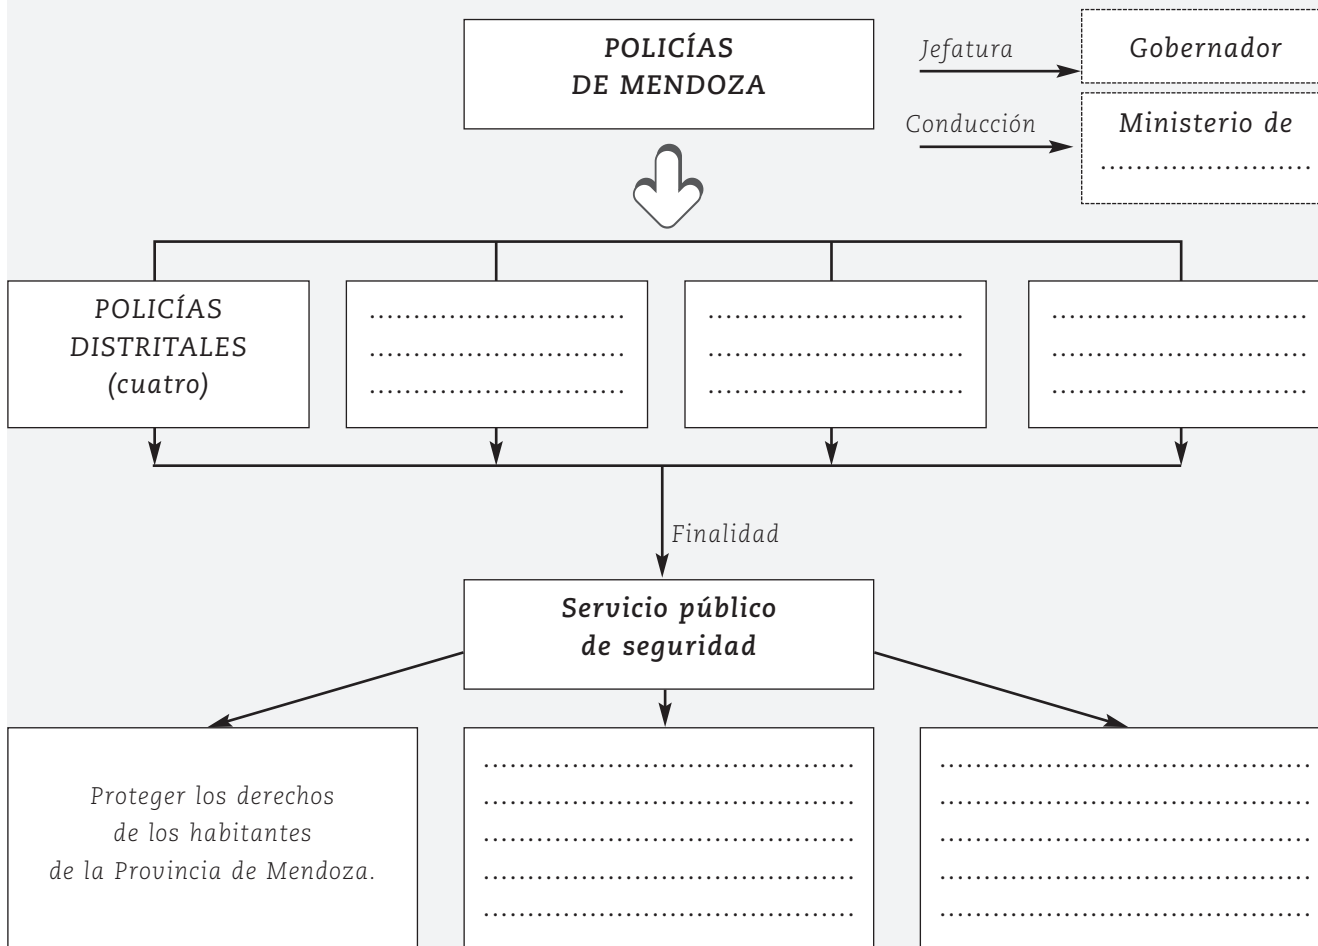 POLICÍAS
DE MENDOZA
Jefatura
Gobernador
Conducción
Ministerio de
........................
POLICÍAS
DISTRITALES
(cuatro)
.............................
.............................
.............................
.............................
.............................
.............................
.............................
.............................
.............................
Finalidad
Servicio público
de seguridad
Proteger los derechos
de los habitantes
de la Provincia de Mendoza.
..........................................
..........................................
..........................................
..........................................
..........................................
..........................................
..........................................
..........................................
..........................................
..........................................